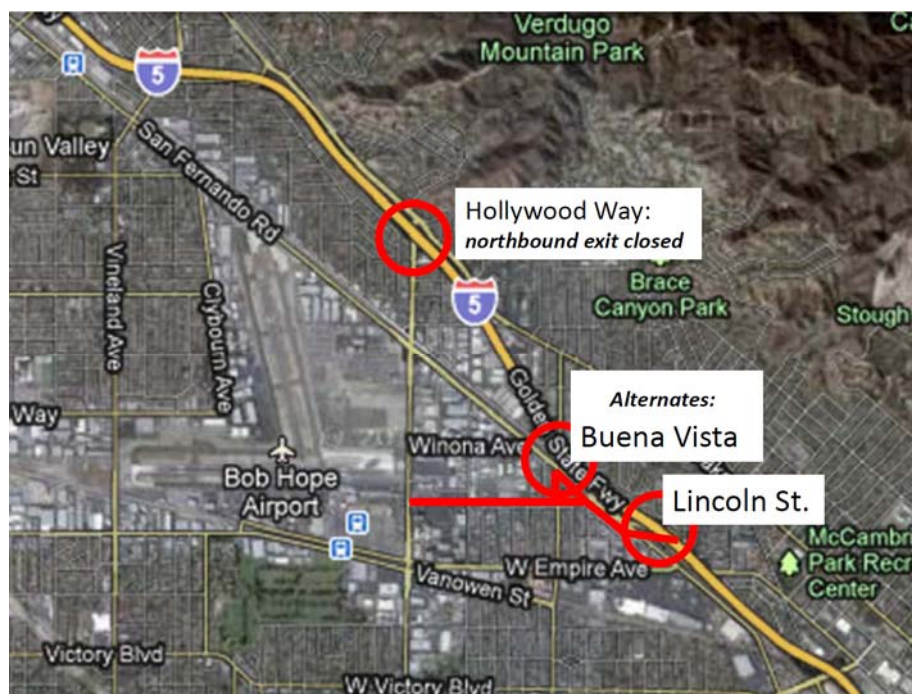 Verdugo
Mountain Park
5
San Fernando Rd
un Valley
St
Hollywood Way:
northbound exit closed
Vineland Ave
Clybourn Ave
5
Brace
Canyon Park
Stough
Golden State Fwy
Alternates:
Buena Vista
Way
Winona Ave
Bob Hope
Airport
Lincoln St.
McCambri
Park Recr
Center
W Empire Ave
Vanowen St
Victory Blvd
W Victory Blvd